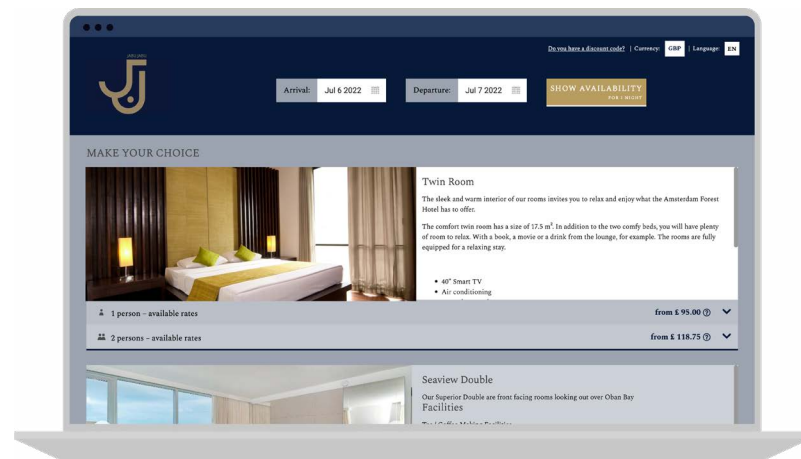 Do you have a discount code? | Currency: GBP | Language: EN
Arrival: Jul 6 2022
Departure: Jul 7 2022
SHOW AVAILABILITY
FOR 1 NIGHT
MAKE YOUR CHOICE
Twin Room
The sleek and warm interior of our rooms invites you to relax and enjoy what the Amsterdam Forest
Hotel has to offer.
The comfort twin room has a size of 17.5 m². In addition to the two comfy beds, you will have plenty
of room to relax. With a book, a movie or a drink from the lounge, for example. The rooms are fully
equipped for a relaxing stay.
• 40" Smart TV
• Air conditioning
1 person – available rates from £ 95.00
2 persons – available rates from £ 118.75
Seaview Double
Our Superior Double are front facing rooms looking out over Oban Bay
Facilities